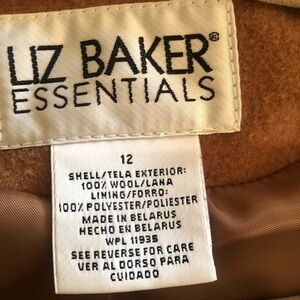 LIZ BAKER®
ESSENTIALS
12
SHELL/TELA EXTERIOR:
100% WOOL/LANA
LINING/FORRO:
100% POLYESTER/POLIESTER
MADE IN BELARUS
HECHO EN BELARUS
WPL 11935
SEE REVERSE FOR CARE
VER AL DORSO PARA
CUIDADO